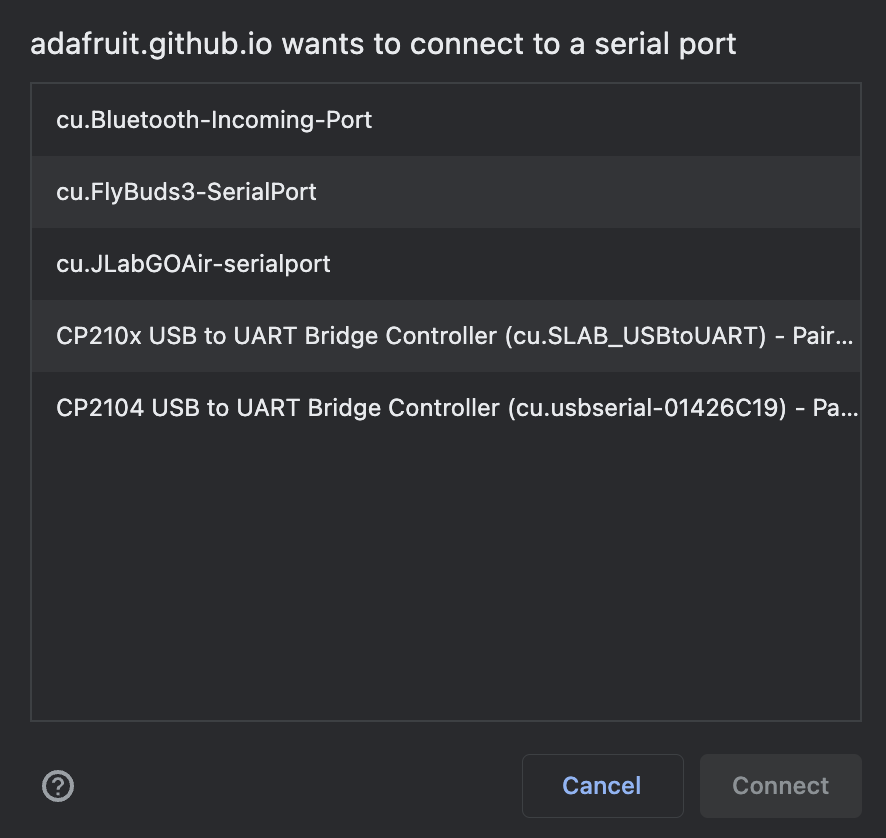 adafruit.github.io wants to connect to a serial port
cu.Bluetooth-Incoming-Port
cu.FlyBuds3-SerialPort
cu.JLabGOAir-serialport
CP210x USB to UART Bridge Controller (cu.SLAB_USBtoUART) - Pair...
CP2104 USB to UART Bridge Controller (cu.usbserial-01426C19) - Pa...
?
Cancel
Connect